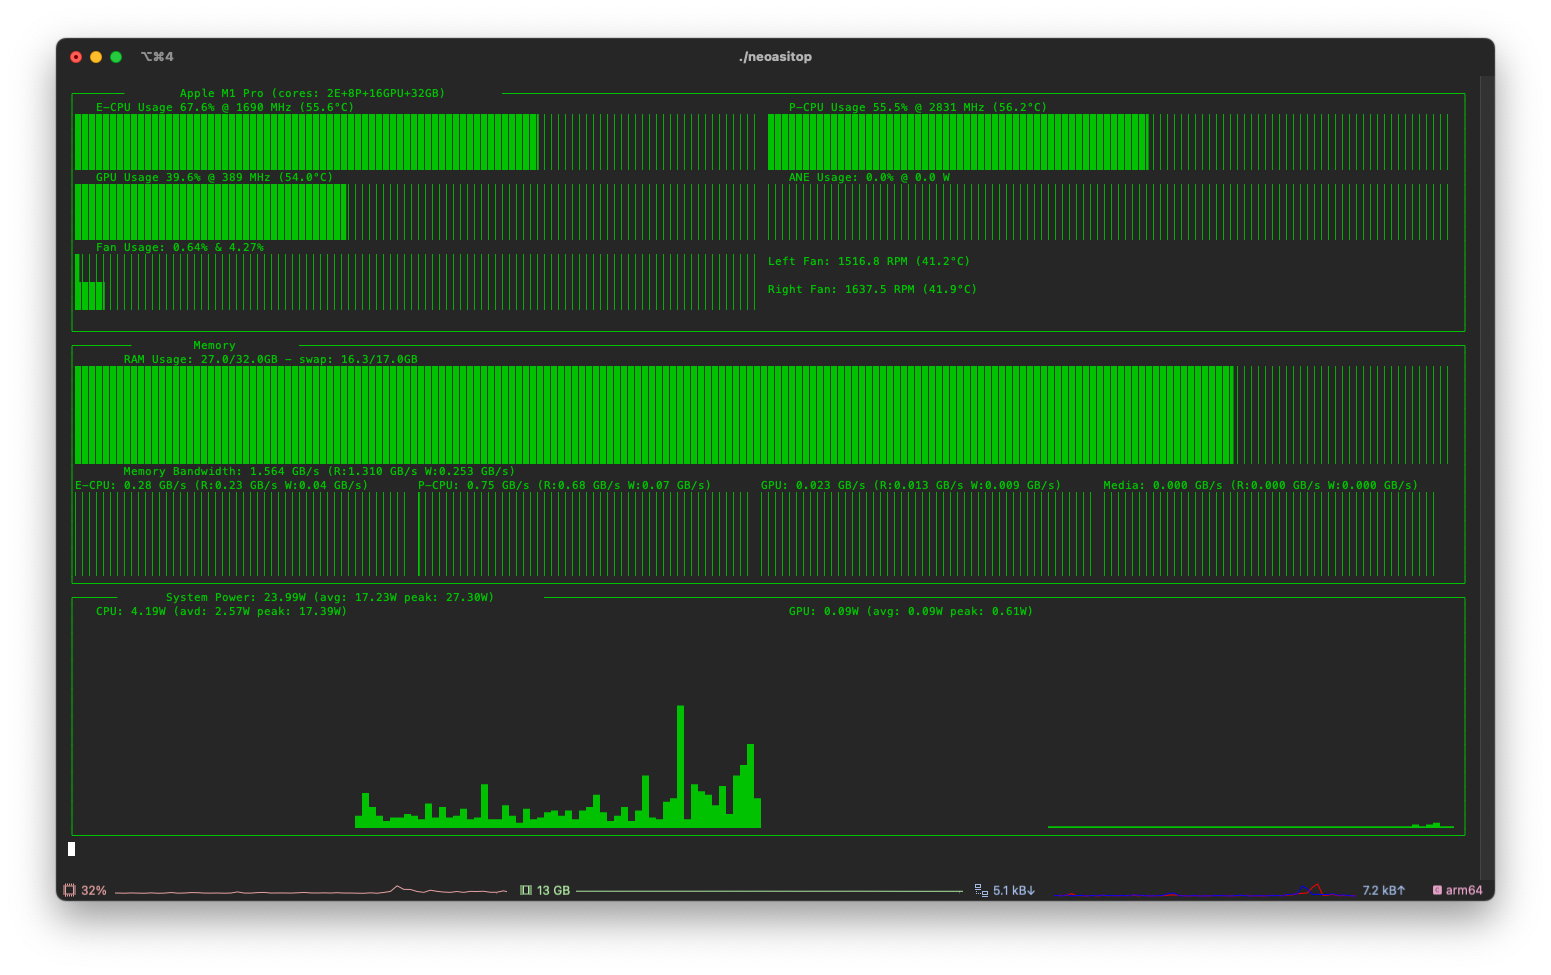 ⌥⌘4 ./neoasitop
Apple M1 Pro (cores: 2E+8P+16GPU+32GB)
E-CPU Usage 67.6% @ 1690 MHz (55.6°C)
P-CPU Usage 55.5% @ 2831 MHz (56.2°C)
GPU Usage 39.6% @ 389 MHz (54.0°C)
ANE Usage: 0.0% @ 0.0 W
Fan Usage: 0.64% & 4.27%
Left Fan: 1516.8 RPM (41.2°C)
Right Fan: 1637.5 RPM (41.9°C)
Memory
RAM Usage: 27.0/32.0GB - swap: 16.3/17.0GB
Memory Bandwidth: 1.564 GB/s (R:1.310 GB/s W:0.253 GB/s)
E-CPU: 0.28 GB/s (R:0.23 GB/s W:0.04 GB/s)
P-CPU: 0.75 GB/s (R:0.68 GB/s W:0.07 GB/s)
GPU: 0.023 GB/s (R:0.013 GB/s W:0.009 GB/s)
Media: 0.000 GB/s (R:0.000 GB/s W:0.000 GB/s)
System Power: 23.99W (avg: 17.23W peak: 27.30W)
CPU: 4.19W (avd: 2.57W peak: 17.39W)
GPU: 0.09W (avg: 0.09W peak: 0.61W)
32% 13 GB 5.1 kB↓ 7.2 kB↑ arm64